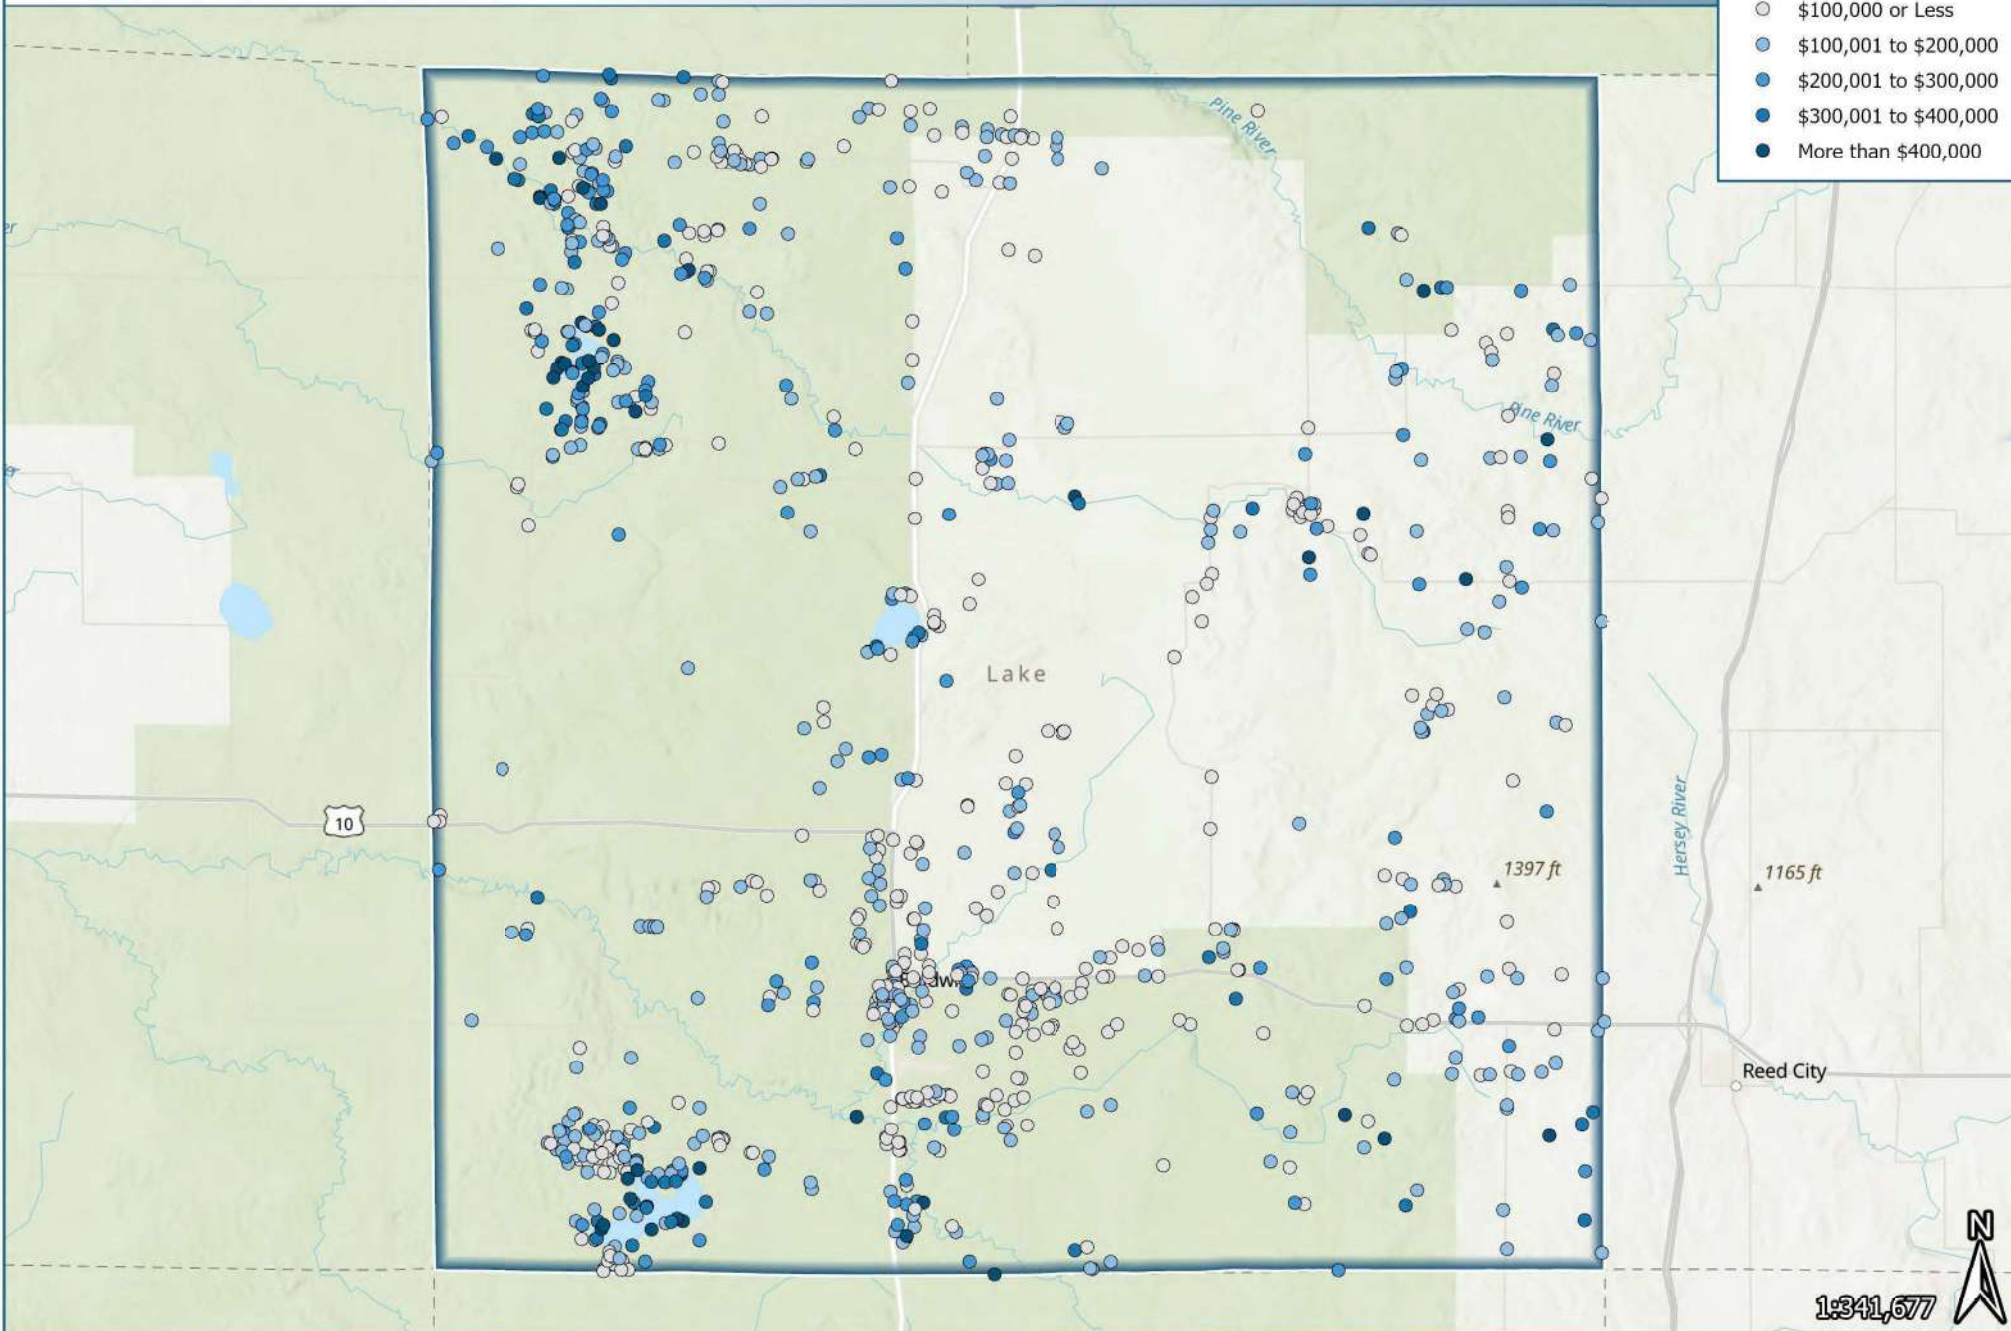 $100,000 or Less
$100,001 to $200,000
$200,001 to $300,000
$300,001 to $400,000
More than $400,000
Pine River
er
Pine River
er
Lake
Hersey River
10
1397 ft
1165 ft
Reed City
N
1:341,677